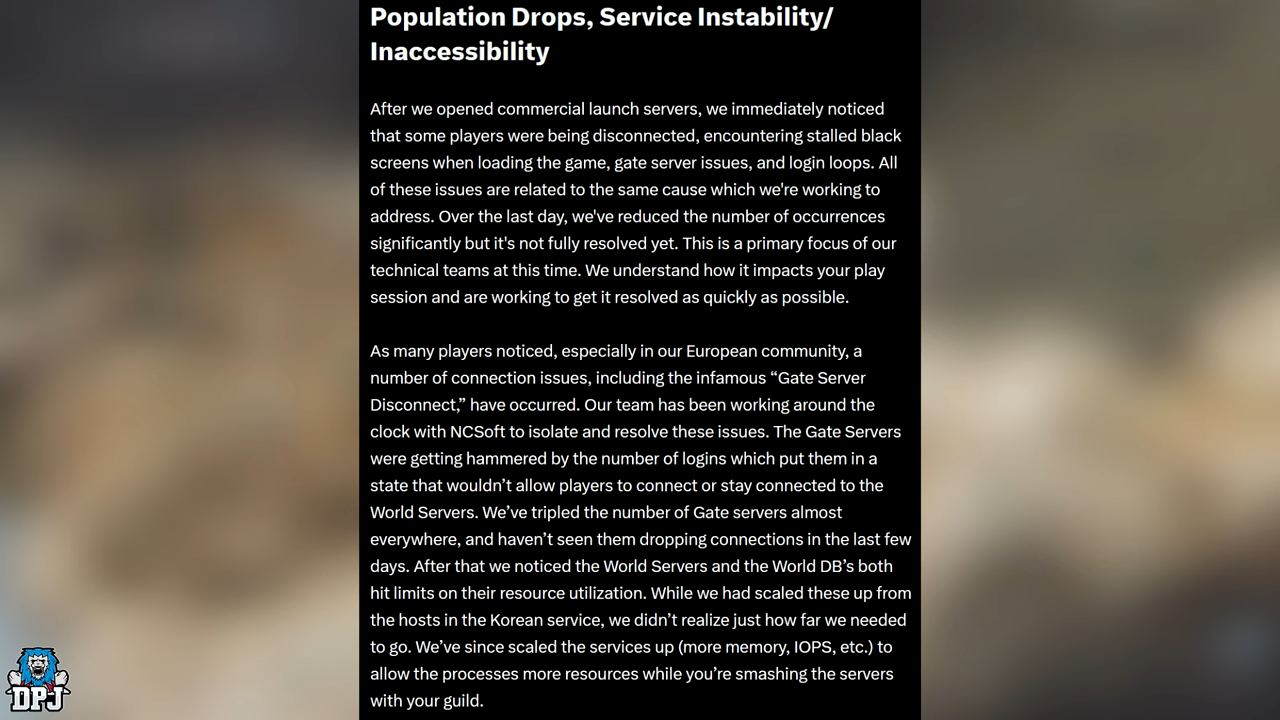 Population Drops, Service Instability/
Inaccessibility
After we opened commercial launch servers, we immediately noticed
that some players were being disconnected, encountering stalled black
screens when loading the game, gate server issues, and login loops. All
of these issues are related to the same cause which we're working to
address. Over the last day, we've reduced the number of occurrences
significantly but it's not fully resolved yet. This is a primary focus of our
technical teams at this time. We understand how it impacts your play
session and are working to get it resolved as quickly as possible.
As many players noticed, especially in our European community, a
number of connection issues, including the infamous “Gate Server
Disconnect,” have occurred. Our team has been working around the
clock with NCSoft to isolate and resolve these issues. The Gate Servers
were getting hammered by the number of logins which put them in a
state that wouldn’t allow players to connect or stay connected to the
World Servers. We’ve tripled the number of Gate servers almost
everywhere, and haven’t seen them dropping connections in the last few
days. After that we noticed the World Servers and the World DB’s both
hit limits on their resource utilization. While we had scaled these up from
the hosts in the Korean service, we didn’t realize just how far we needed
to go. We’ve since scaled the services up (more memory, IOPS, etc.) to
allow the processes more resources while you’re smashing the servers
with your guild.
DPJ